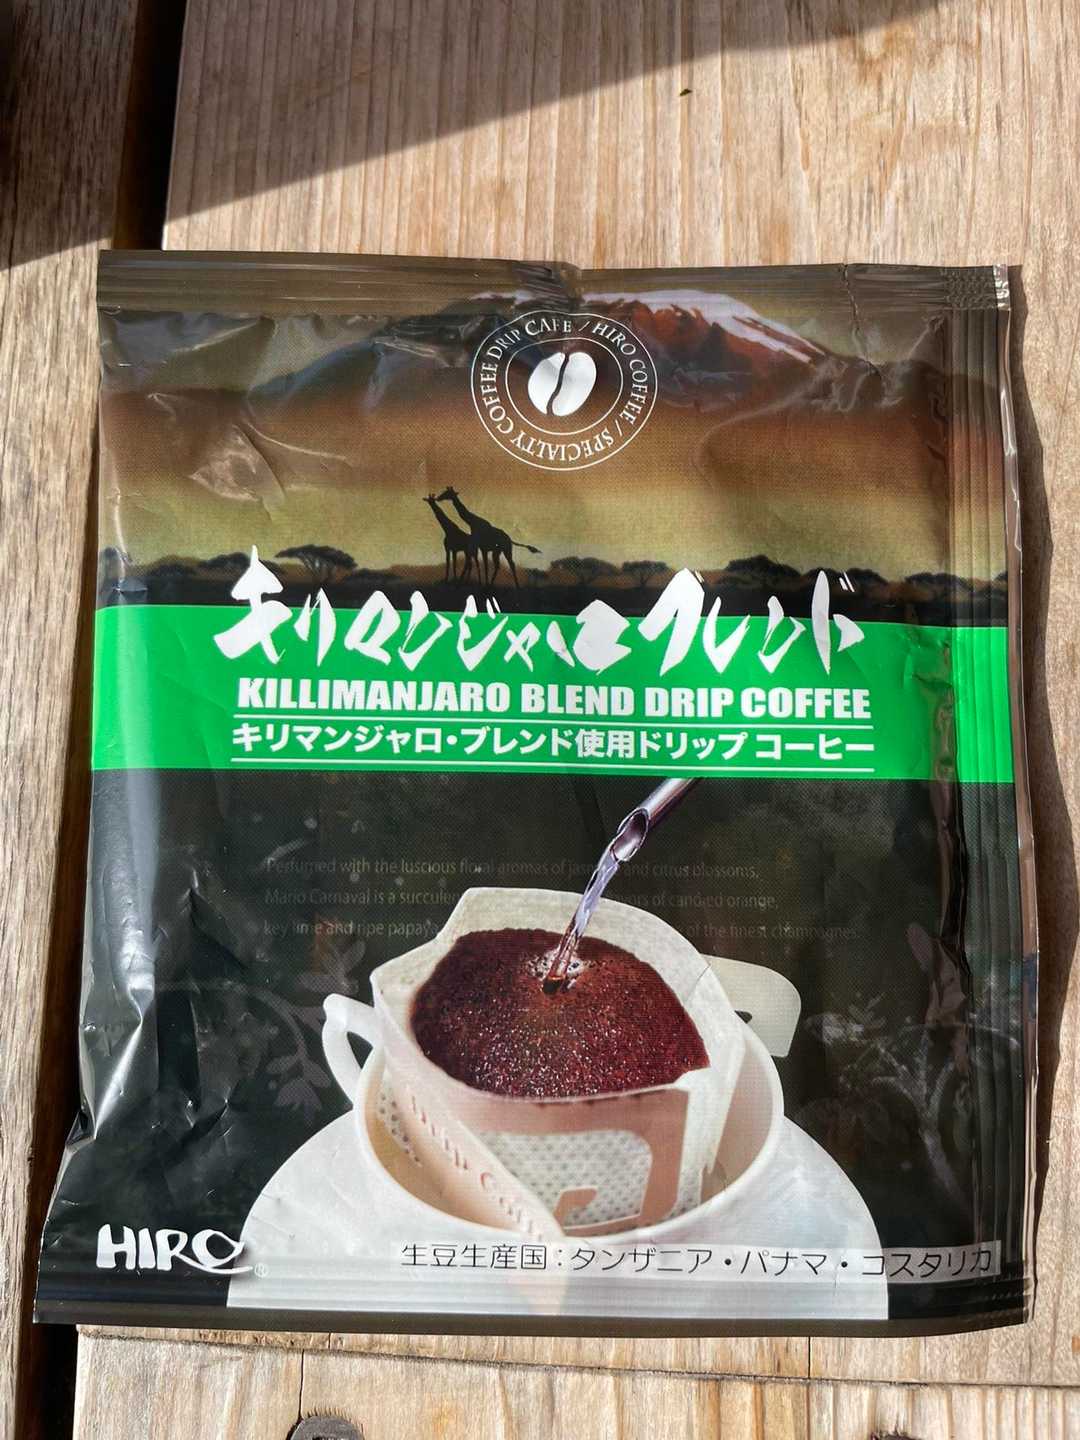 COFFEE DRIP CAFE / HIRO COFFEE / SPECIALTY
キリマンジャロブレンド
KILLIMANJARO BLEND DRIP COFFEE
キリマンジャロ・ブレンド使用ドリップ コーヒー
Perfumed with the luscious floral aromas of and citrus blossoms,
Mario Carnaval is a of candied orange,
key lime and ripe of the finest champagnes.
DRIP
HIRO®
生豆生産国：タンザニア・パナマ・コスタリカ